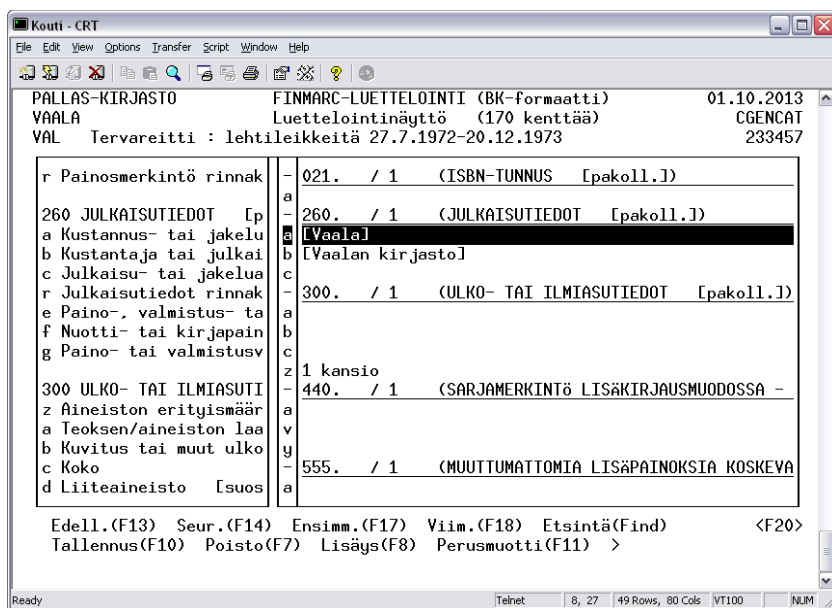 Kouti - CRT
File Edit View Options Transfer Script Window Help
PALLAS-KIRJASTO FINMARC-LUETTELOINTI (BK-formaatti) 01.10.2013
VAALA Luettelointinäyttö (170 kenttää) CGENCAT
VAL Tervareitti : lehtileikkeitä 27.7.1972-20.12.1973 233457
r Painosmerkintö rinnak - 021. / 1 (ISBN-TUNNUS [pakoll.])
a
260 JULKAISUTIEDOT [p - 260. / 1 (JULKAISUTIEDOT [pakoll.])
a Kustannus- tai jakelu a [Vaala]
b Kustantaja tai julkai b [Vaalan kirjasto]
c Julkaisu- tai jakelua c
r Julkaisutiedot rinnak - 300. / 1 (ULKO- TAI ILMIASUTIEDOT [pakoll.])
e Paino-, valmistus- ta a
f Nuotti- tai kirjapain b
g Paino- tai valmistusv c
z 1 kansio
300 ULKO- TAI ILMIASUTI - 440. / 1 (SARJAMERKINTö LISäKIRJAUSMUODOSSA -
z Aineiston erityismäär a
a Teoksen/aineiston laa v
b Kuvitus tai muut ulko y
c Koko - 555. / 1 (MUUTTUMATTOMIA LISäPAINOKSIA KOSKEVA
d Liiteaineisto [suos a
Edell.(F13) Seur.(F14) Ensimm.(F17) Viim.(F18) Etsintä(Find) <F20>
Tallennus(F10) Poisto(F7) Lisäys(F8) Perusmuotti(F11) >
Ready Telnet 8, 27 49 Rows, 80 Cols VT100 NUM